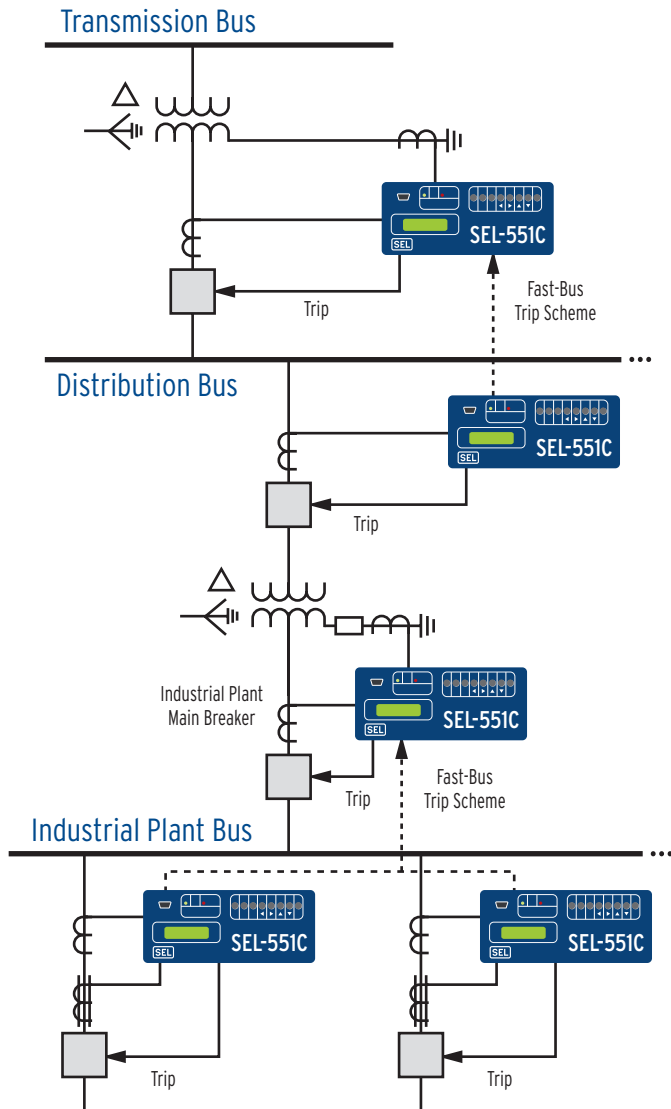 Transmission Bus
SEL-551C
SEL
Trip
Fast-Bus
Trip Scheme
Distribution Bus
SEL-551C
SEL
Trip
Industrial Plant
Main Breaker
SEL-551C
SEL
Trip
Fast-Bus
Trip Scheme
Industrial Plant Bus
SEL-551C
SEL
SEL-551C
SEL
Trip
Trip